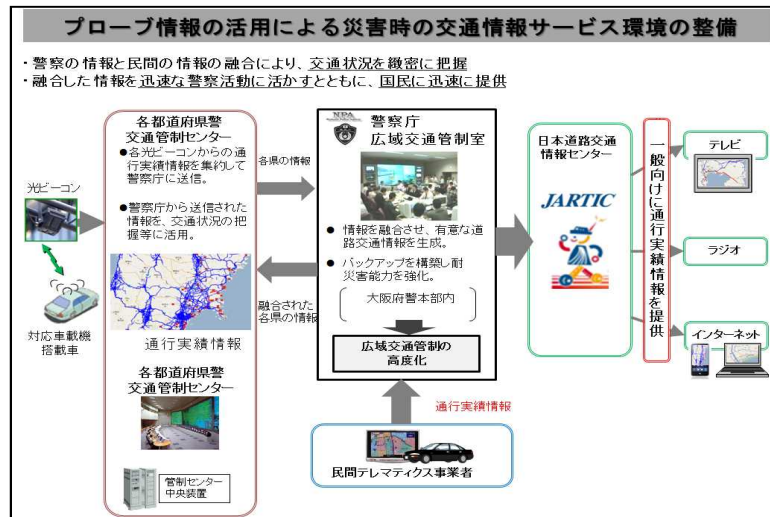 プローブ情報の活用による災害時の交通情報サービス環境の整備
・警察の情報と民間の情報の融合により、交通状況を緻密に把握
・融合した情報を迅速な警察活動に活かすとともに、国民に迅速に提供
光ビーコン
対応車載機
搭載車
各都道府県警
交通管制センター
●各光ビーコンからの通
行実績情報を集約して
警察庁に送信。
●警察庁から送信された
情報を、交通状況の把
握等に活用。
通行実績情報
各都道府県警
交通管制センター
管制センター
中央装置
各県の情報
融合された
各県の情報
NPA
警察庁
広域交通管制室
● 情報を融合させ、有意な道
路交通情報を生成。
● バックアップを構築し耐
災害能力を強化。
大阪府警本部内
広域交通管制の
高度化
通行実績情報
民間テレマティクス事業者
日本道路交通
情報センター
JARTIC
一般向けに通行実績情報を提供
テレビ
ラジオ
インターネット